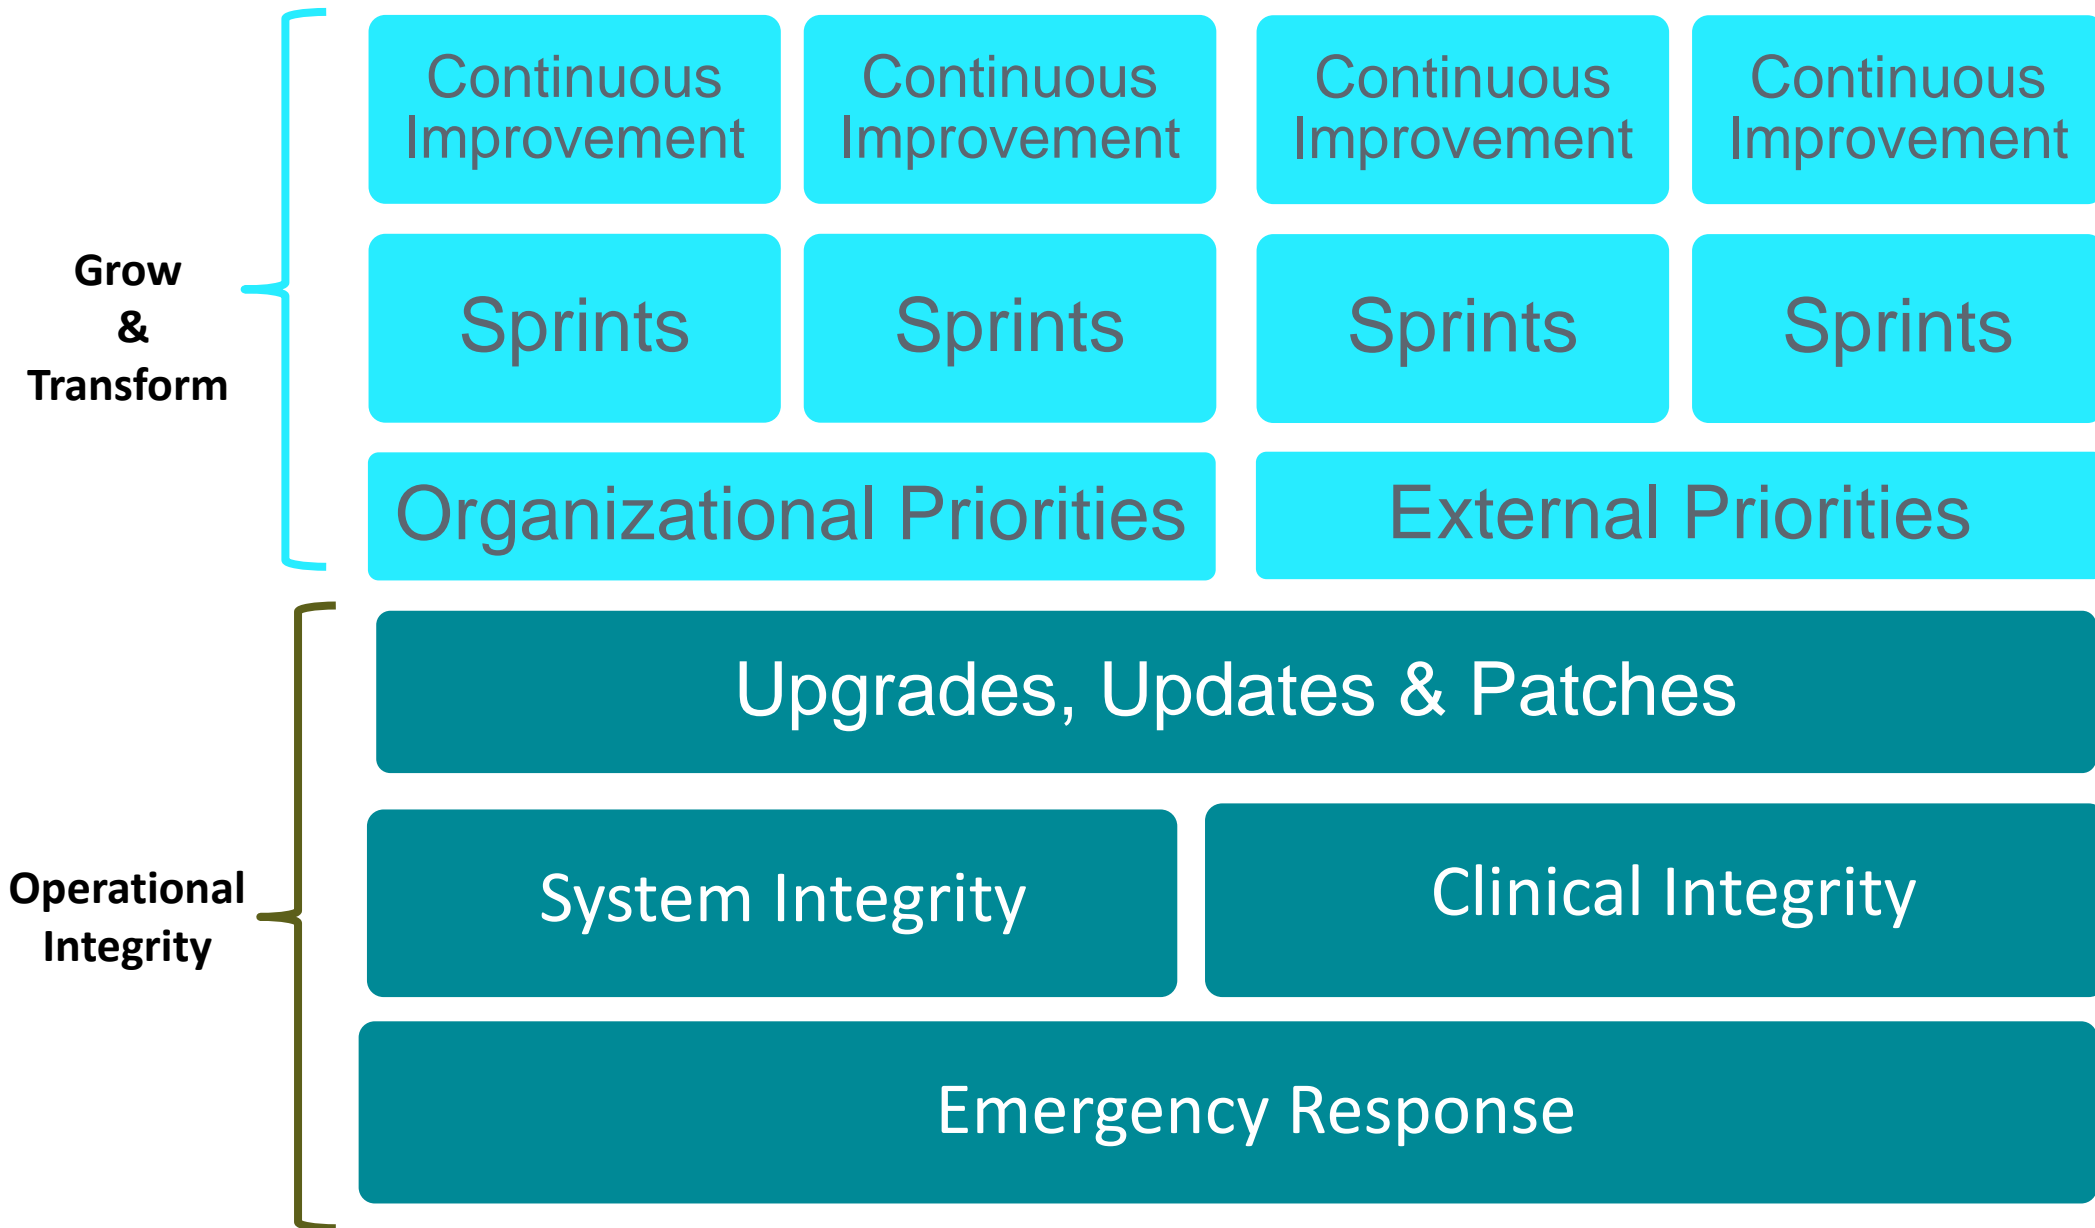 Continuous
Improvement
Continuous
Improvement
Continuous
Improvement
Continuous
Improvement
Grow
&
Transform
Sprints
Sprints
Sprints
Sprints
Organizational Priorities
External Priorities
Upgrades, Updates & Patches
Operational
Integrity
System Integrity
Clinical Integrity
Emergency Response